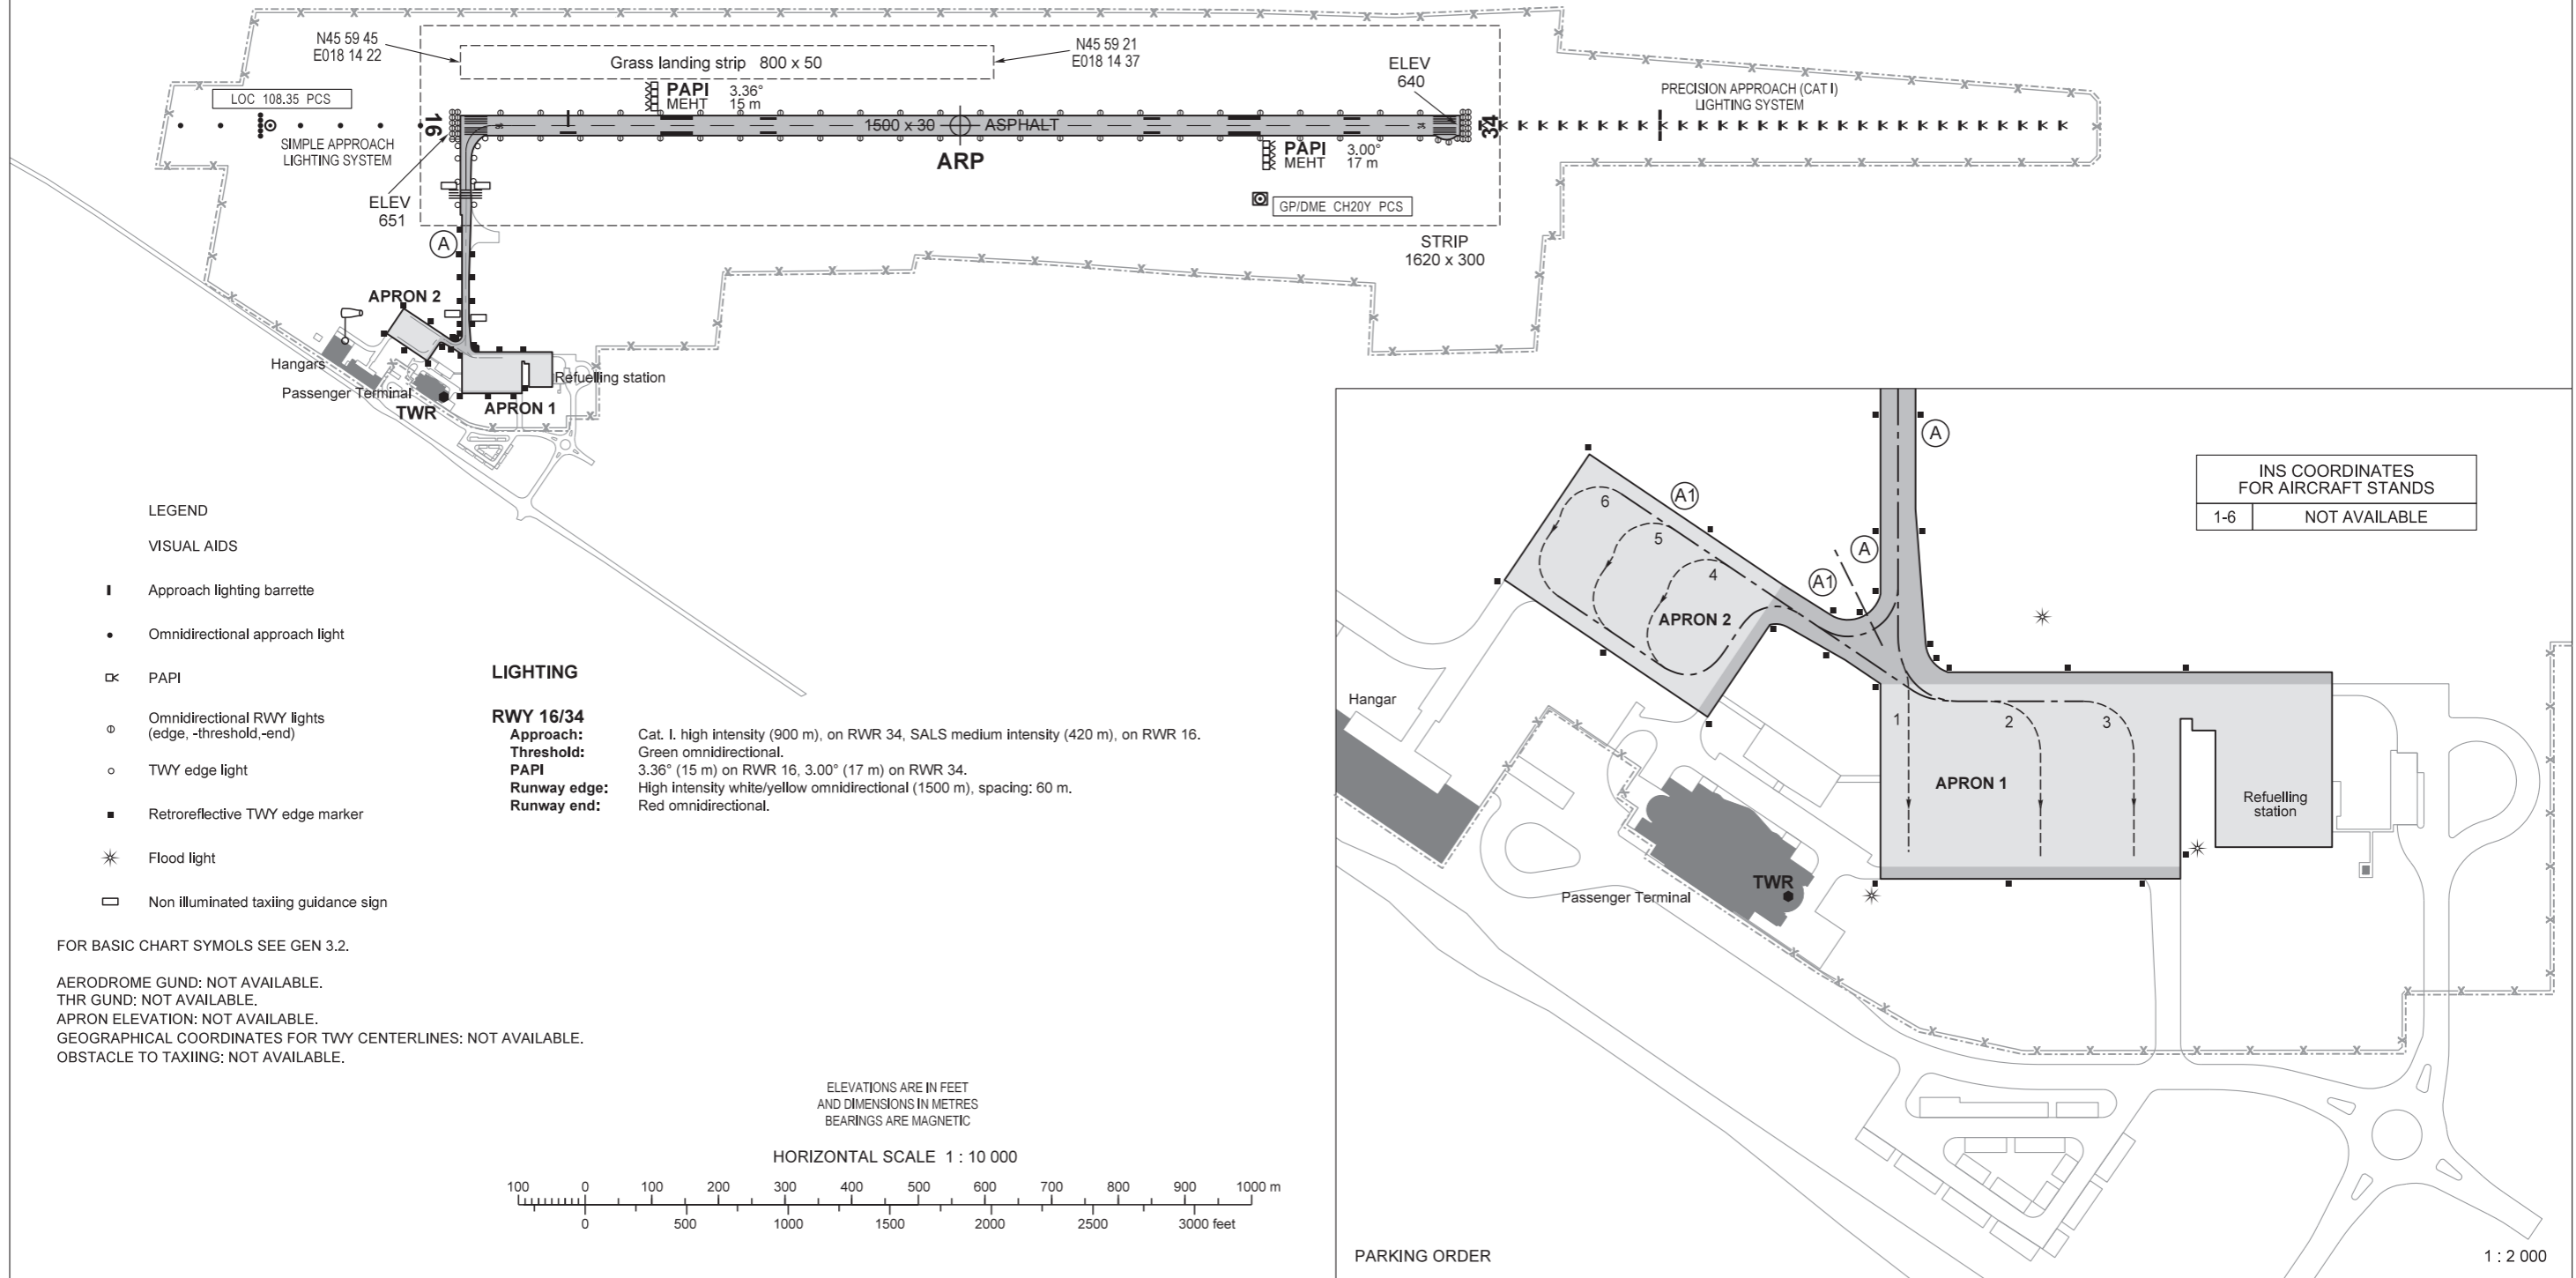 N45 59 45
E018 14 22
Grass landing strip 800 x 50
N45 59 21
E018 14 37
ELEV
640
LOC 108.35 PCS
PAPI 3.36°
MEHT 15 m
PRECISION APPROACH (CAT I)
LIGHTING SYSTEM
16
1500 x 30 ASPHALT
34
SIMPLE APPROACH
LIGHTING SYSTEM
ARP
PAPI 3.00°
MEHT 17 m
ELEV
651
GP/DME CH20Y PCS
A
STRIP
1620 x 300
APRON 2
Hangars
Passenger Terminal
TWR
APRON 1
Refuelling station
LEGEND
VISUAL AIDS
Approach lighting barrette
Omnidirectional approach light
PAPI
Omnidirectional RWY lights
(edge, -threshold,-end)
TWY edge light
Retroreflective TWY edge marker
Flood light
Non illuminated taxiing guidance sign
FOR BASIC CHART SYMOLS SEE GEN 3.2.
AERODROME GUND: NOT AVAILABLE.
THR GUND: NOT AVAILABLE.
APRON ELEVATION: NOT AVAILABLE.
GEOGRAPHICAL COORDINATES FOR TWY CENTERLINES: NOT AVAILABLE.
OBSTACLE TO TAXIING: NOT AVAILABLE.
LIGHTING
RWY 16/34
Approach: Cat. I. high intensity (900 m), on RWR 34, SALS medium intensity (420 m), on RWR 16.
Threshold: Green omnidirectional.
PAPI 3.36° (15 m) on RWR 16, 3.00° (17 m) on RWR 34.
Runway edge: High intensity white/yellow omnidirectional (1500 m), spacing: 60 m.
Runway end: Red omnidirectional.
ELEVATIONS ARE IN FEET
AND DIMENSIONS IN METRES
BEARINGS ARE MAGNETIC
HORIZONTAL SCALE 1 : 10 000
100 0 100 200 300 400 500 600 700 800 900 1000 m
0 500 1000 1500 2000 2500 3000 feet
A
INS COORDINATES
FOR AIRCRAFT STANDS
1-6 NOT AVAILABLE
A1
6
5
4
A
A1
APRON 2
Hangar
1
2
3
APRON 1
Refuelling
station
TWR
Passenger Terminal
PARKING ORDER
1 : 2 000